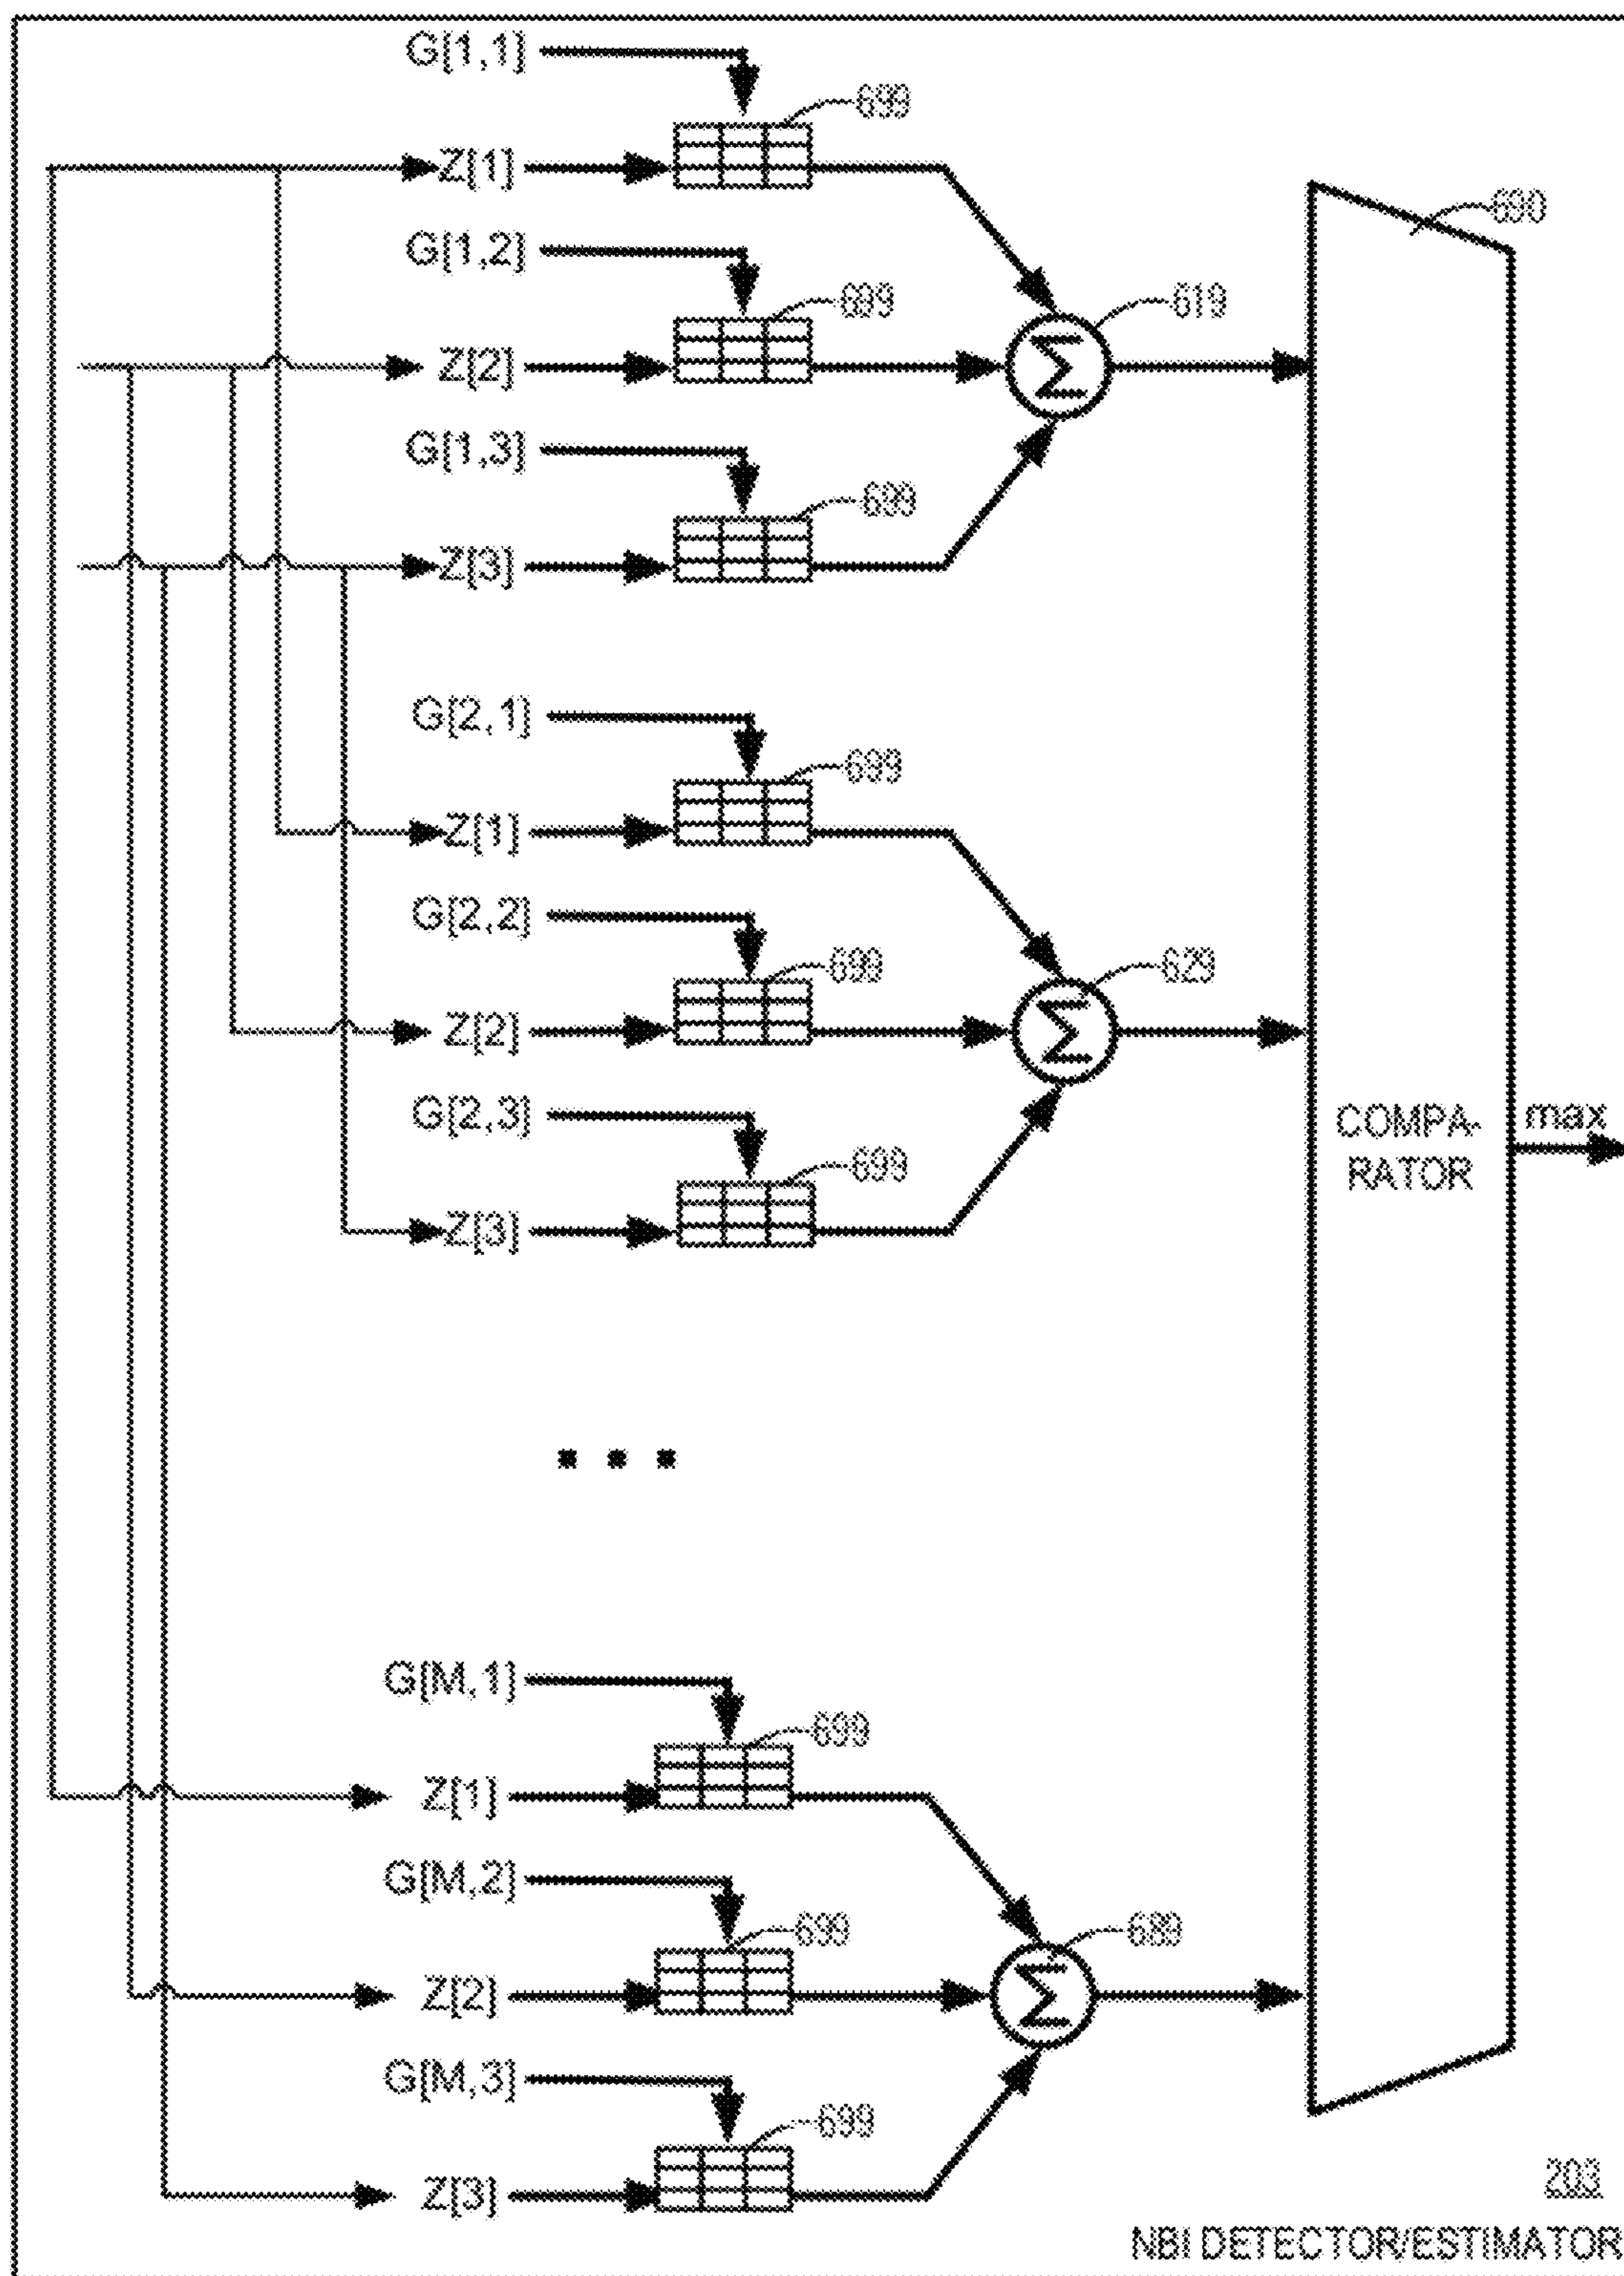 G[1,1]
699
Z[1]
690
G[1,2]
699
619
Z[2]
Σ
G[1,3]
699
Z[3]
G[2,1]
699
Z[1]
G[2,2]
699
629
Z[2]
Σ
G[2,3]
699
COMPA-
RATOR
max
Z[3]
▪ ▪ ▪
G[M,1]
699
Z[1]
G[M,2]
699
689
Z[2]
Σ
G[M,3]
699
Z[3]
203
NBI DETECTOR/ESTIMATOR